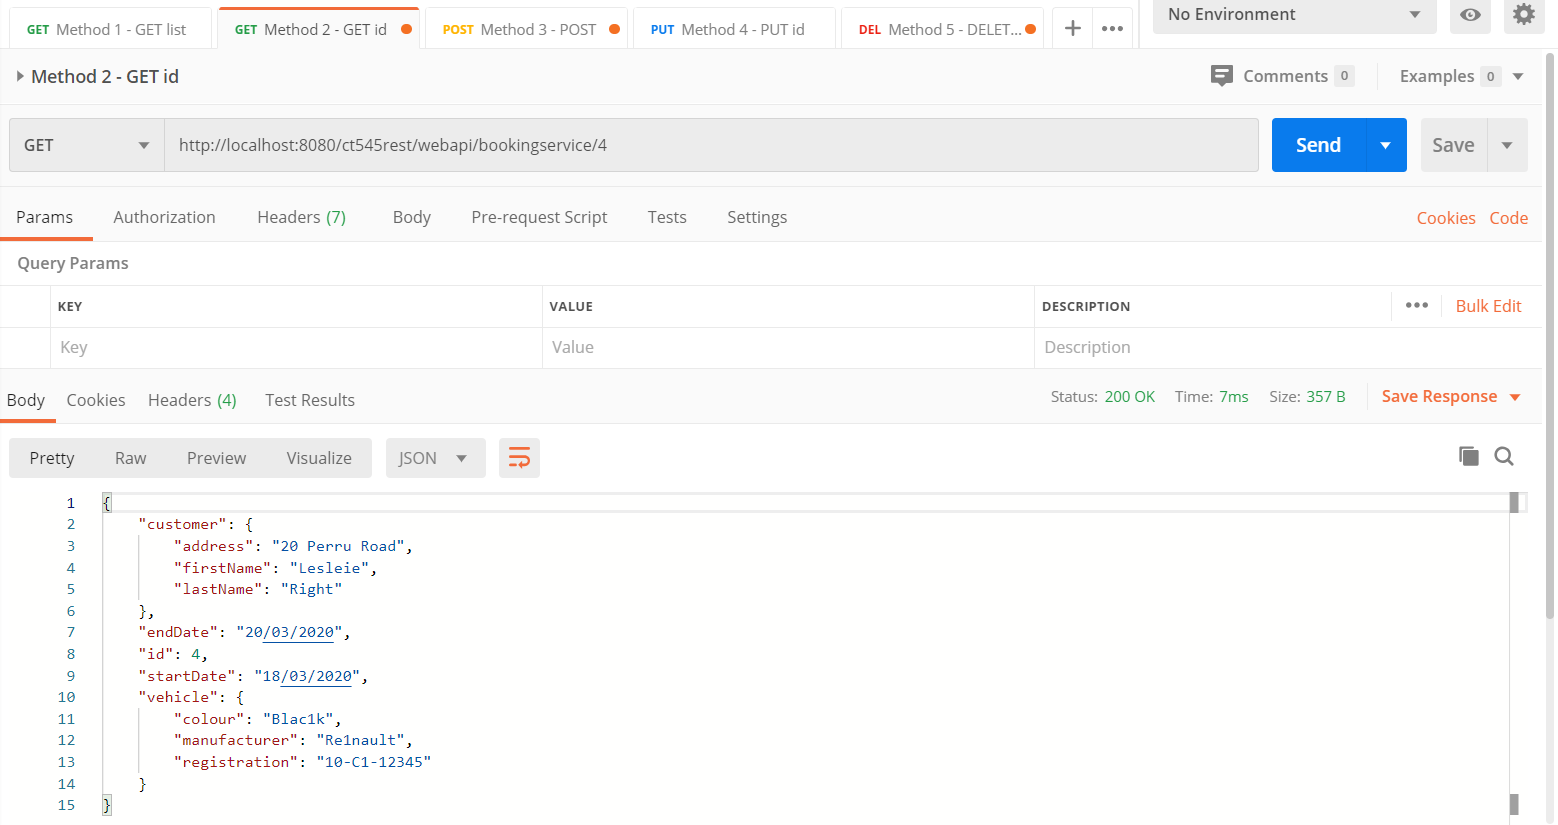 GET Method 1 - GET list GET Method 2 - GET id POST Method 3 - POST PUT Method 4 - PUT id DEL Method 5 - DELET... No Environment
Method 2 - GET id Comments 0 Examples 0
GET http://localhost:8080/ct545rest/webapi/bookingservice/4 Send Save
Params Authorization Headers (7) Body Pre-request Script Tests Settings Cookies Code
Query Params
KEY VALUE DESCRIPTION ••• Bulk Edit
Key Value Description
Body Cookies Headers (4) Test Results Status: 200 OK Time: 7ms Size: 357 B Save Response
Pretty Raw Preview Visualize JSON
1 {
2 "customer": {
3 "address": "20 Perru Road",
4 "firstName": "Lesleie",
5 "lastName": "Right"
6 },
7 "endDate": "20/03/2020",
8 "id": 4,
9 "startDate": "18/03/2020",
10 "vehicle": {
11 "colour": "Blac1k",
12 "manufacturer": "Re1nault",
13 "registration": "10-C1-12345"
14 }
15 }